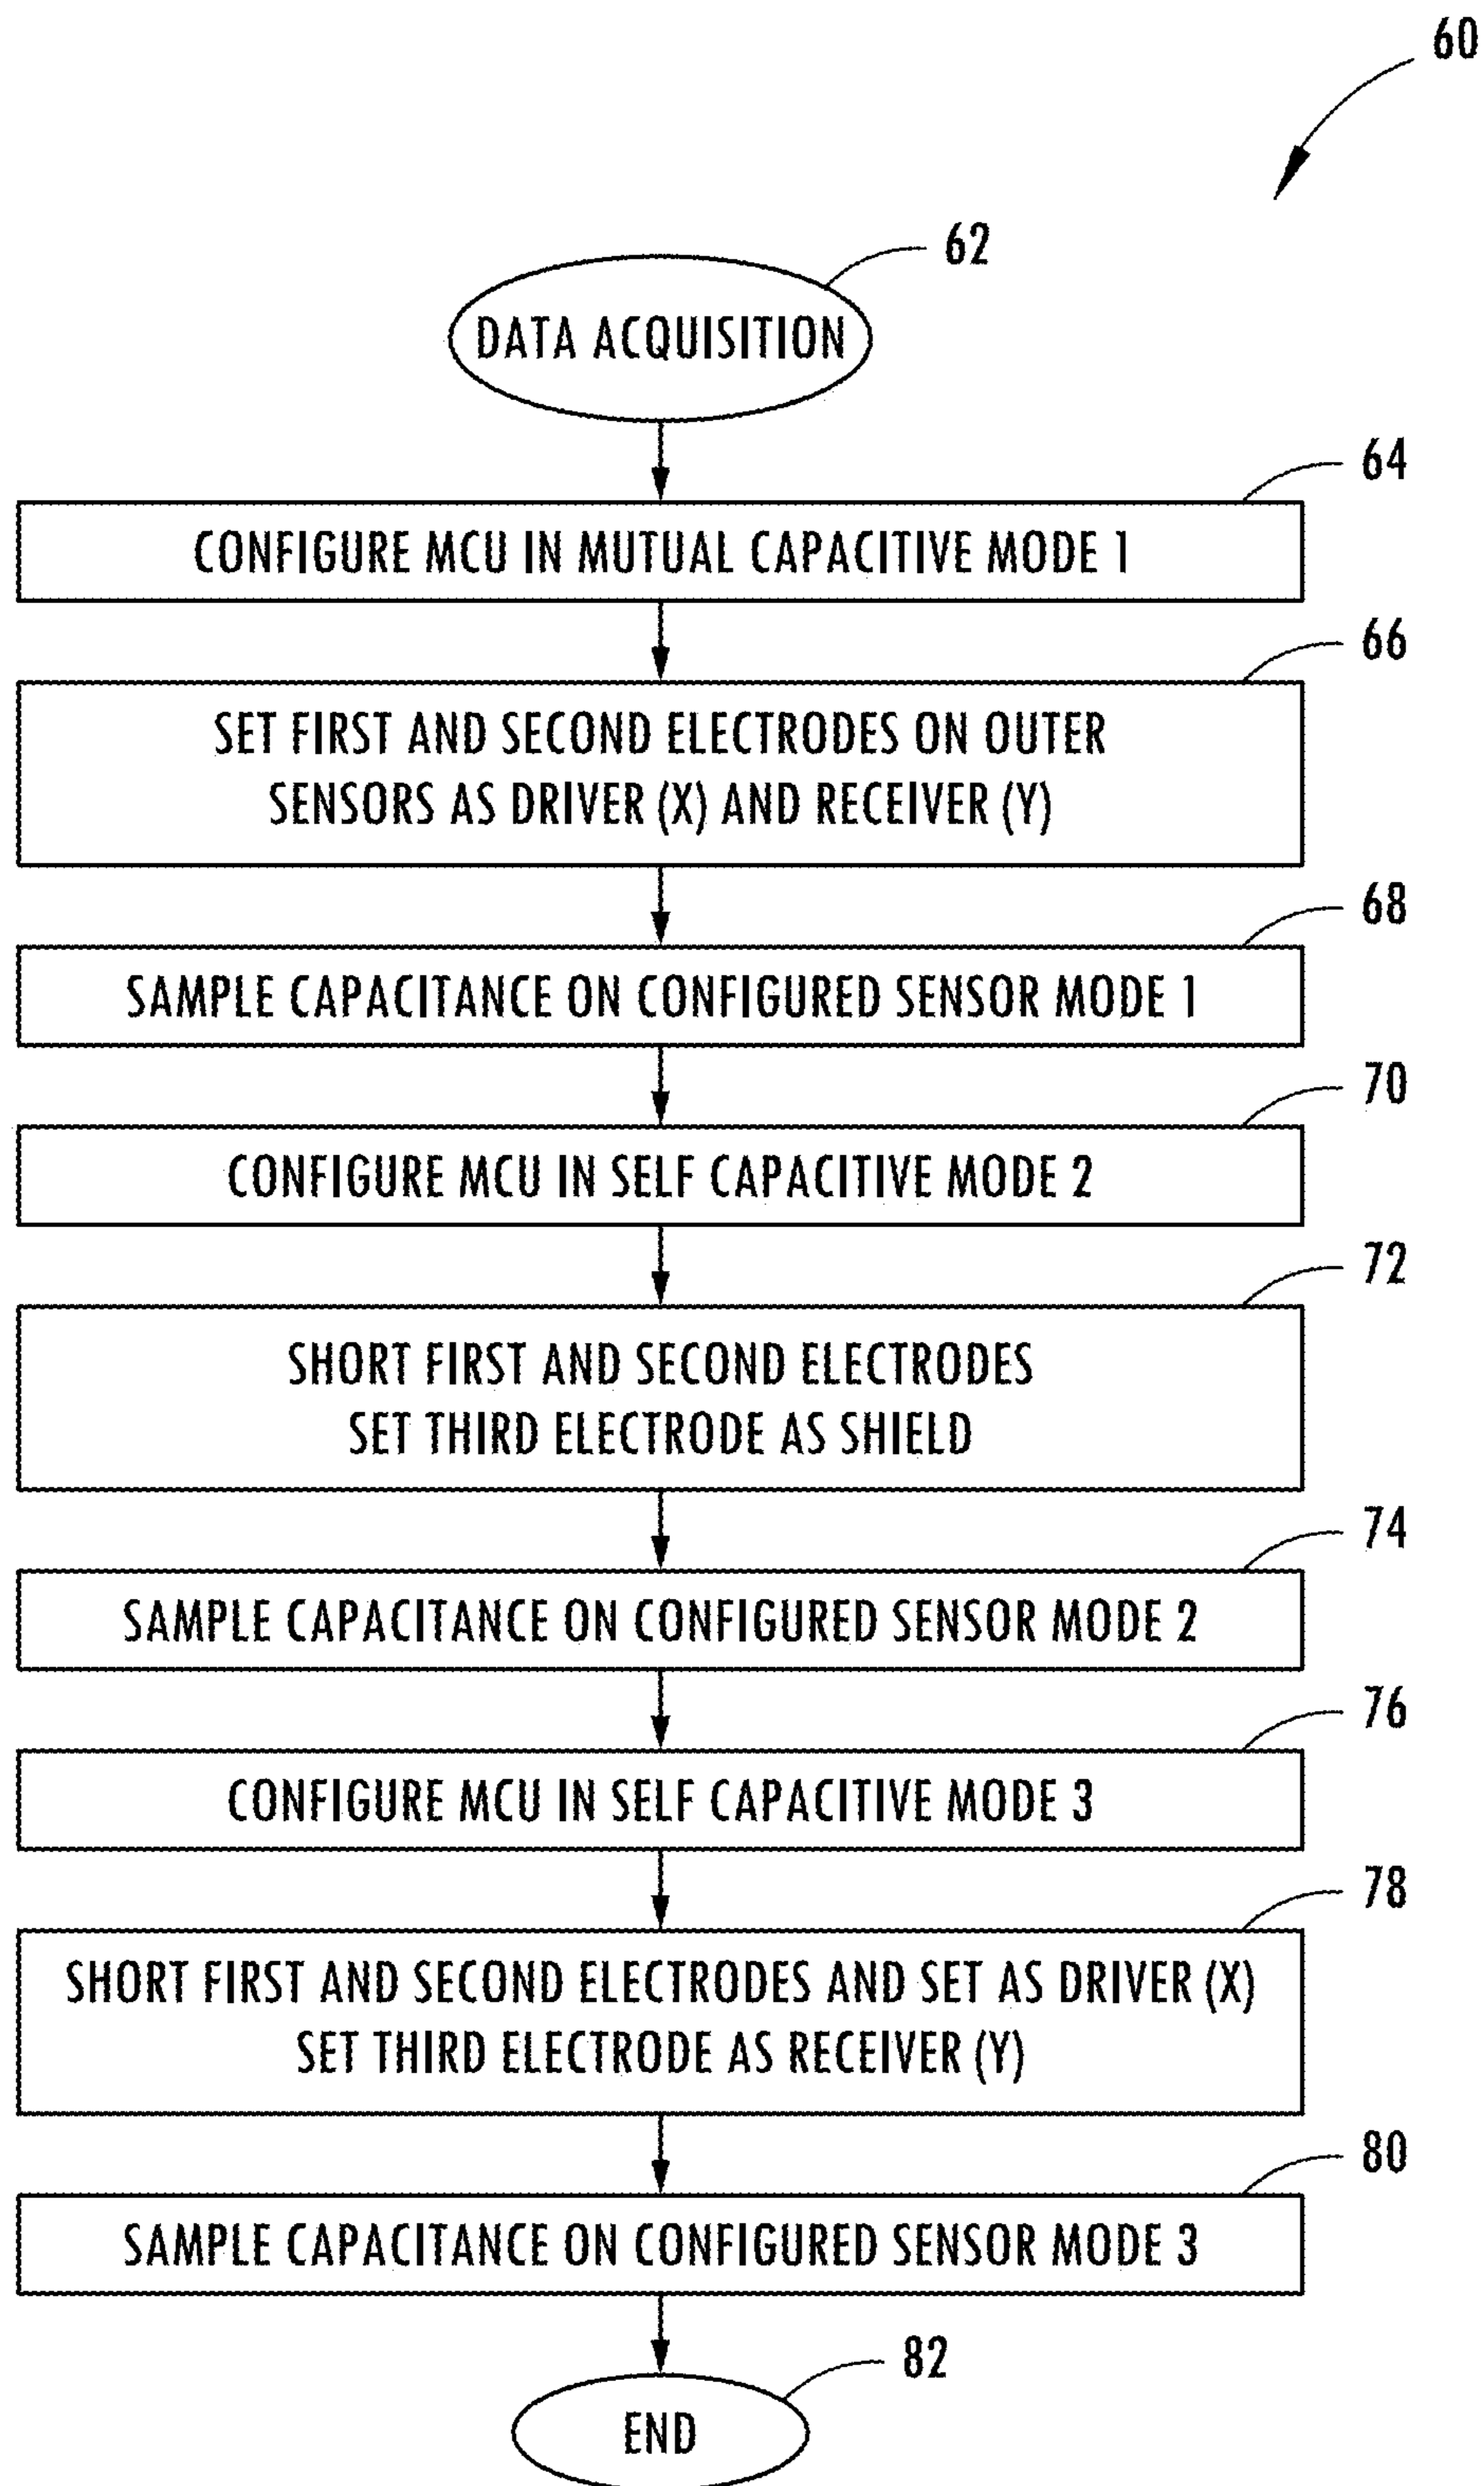 60
62
DATA ACQUISITION
64
CONFIGURE MCU IN MUTUAL CAPACITIVE MODE 1
66
SET FIRST AND SECOND ELECTRODES ON OUTER
SENSORS AS DRIVER (X) AND RECEIVER (Y)
68
SAMPLE CAPACITANCE ON CONFIGURED SENSOR MODE 1
70
CONFIGURE MCU IN SELF CAPACITIVE MODE 2
72
SHORT FIRST AND SECOND ELECTRODES
SET THIRD ELECTRODE AS SHIELD
74
SAMPLE CAPACITANCE ON CONFIGURED SENSOR MODE 2
76
CONFIGURE MCU IN SELF CAPACITIVE MODE 3
78
SHORT FIRST AND SECOND ELECTRODES AND SET AS DRIVER (X)
SET THIRD ELECTRODE AS RECEIVER (Y)
80
SAMPLE CAPACITANCE ON CONFIGURED SENSOR MODE 3
82
END